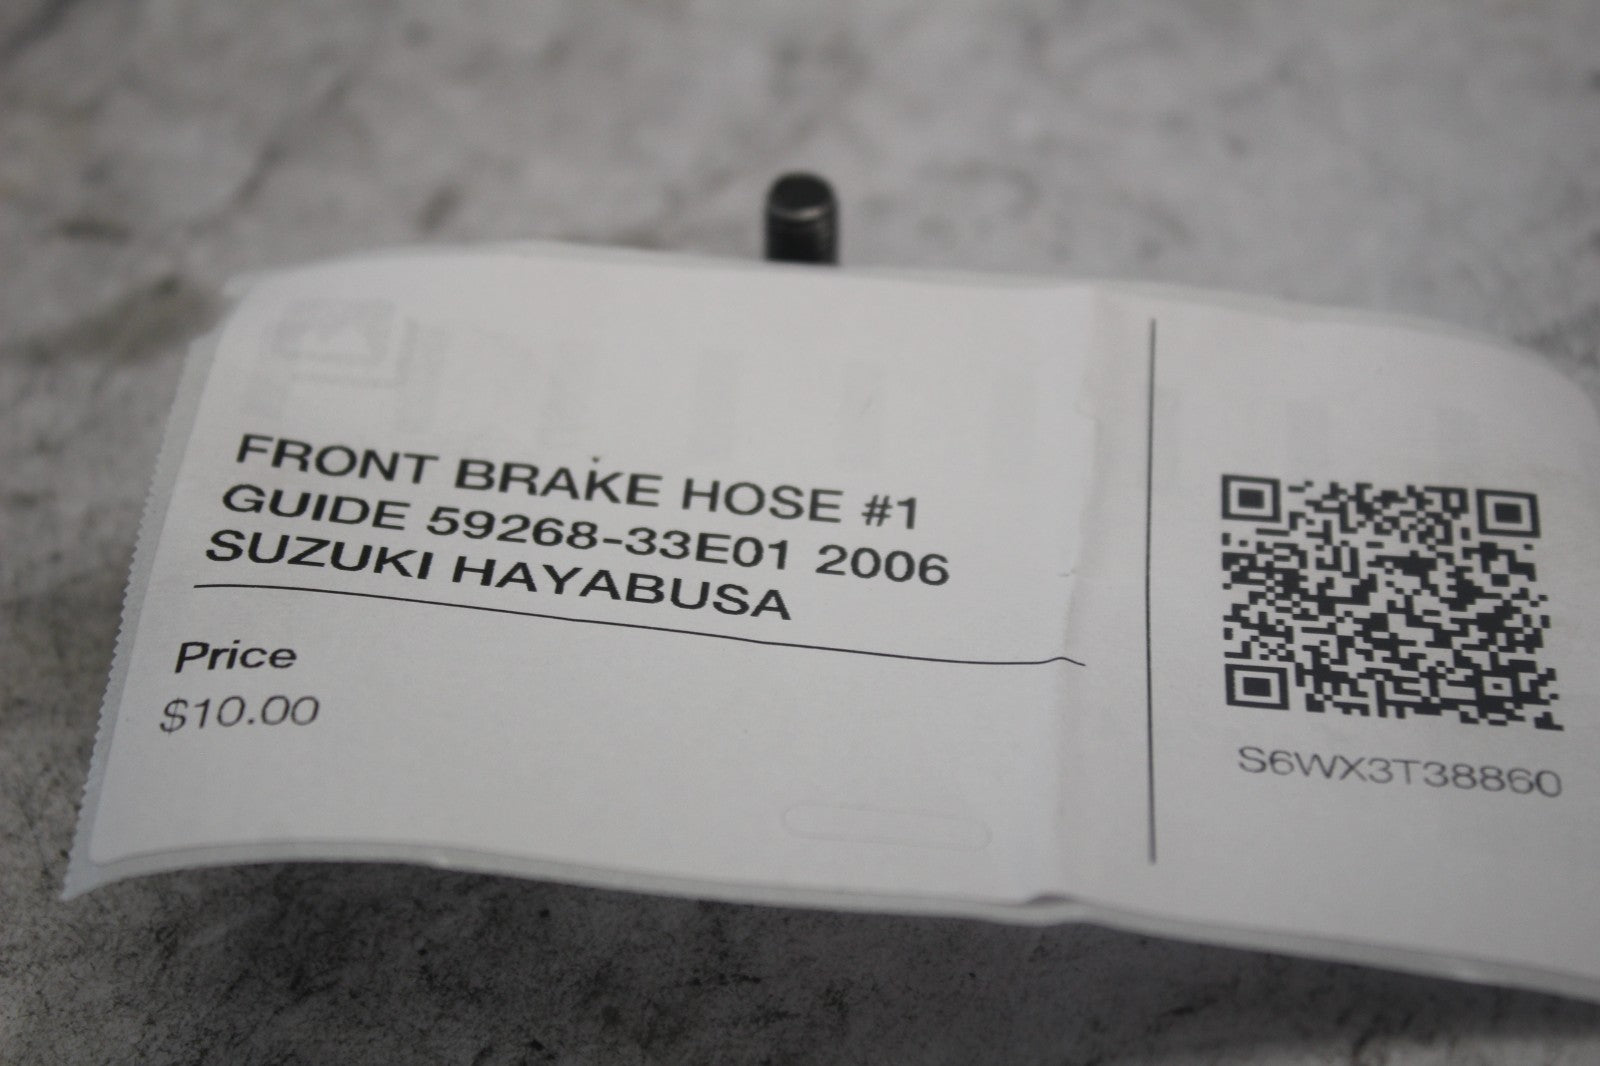 FRONT BRAKE HOSE #1
GUIDE 59268-33E01 2006
SUZUKI HAYABUSA
Price
$10.00
S6WX3T38860